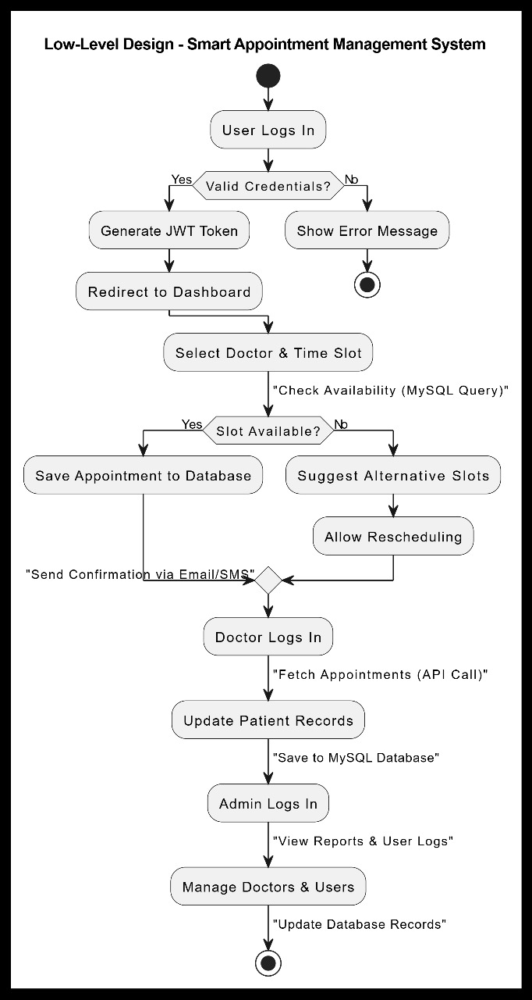 Low-Level Design - Smart Appointment Management System
User Logs In
Yes
Valid Credentials?
No
Generate JWT Token
Show Error Message
Redirect to Dashboard
Select Doctor & Time Slot
"Check Availability (MySQL Query)"
Yes
Slot Available?
No
Save Appointment to Database
Suggest Alternative Slots
Allow Rescheduling
"Send Confirmation via Email/SMS"
Doctor Logs In
"Fetch Appointments (API Call)"
Update Patient Records
"Save to MySQL Database"
Admin Logs In
"View Reports & User Logs"
Manage Doctors & Users
"Update Database Records"